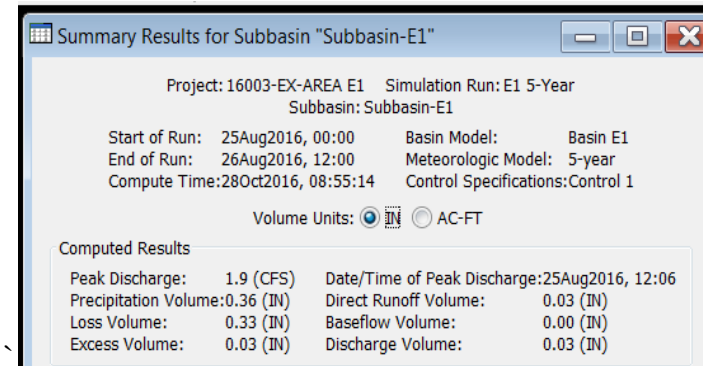 Summary Results for Subbasin "Subbasin-E1"
Project: 16003-EX-AREA E1 Simulation Run: E1 5-Year
Subbasin: Subbasin-E1
Start of Run: 25Aug2016, 00:00 Basin Model: Basin E1
End of Run: 26Aug2016, 12:00 Meteorologic Model: 5-year
Compute Time:28Oct2016, 08:55:14 Control Specifications:Control 1
Volume Units: IN AC-FT
Computed Results
Peak Discharge: 1.9 (CFS) Date/Time of Peak Discharge:25Aug2016, 12:06
Precipitation Volume:0.36 (IN) Direct Runoff Volume: 0.03 (IN)
Loss Volume: 0.33 (IN) Baseflow Volume: 0.00 (IN)
Excess Volume: 0.03 (IN) Discharge Volume: 0.03 (IN)
`